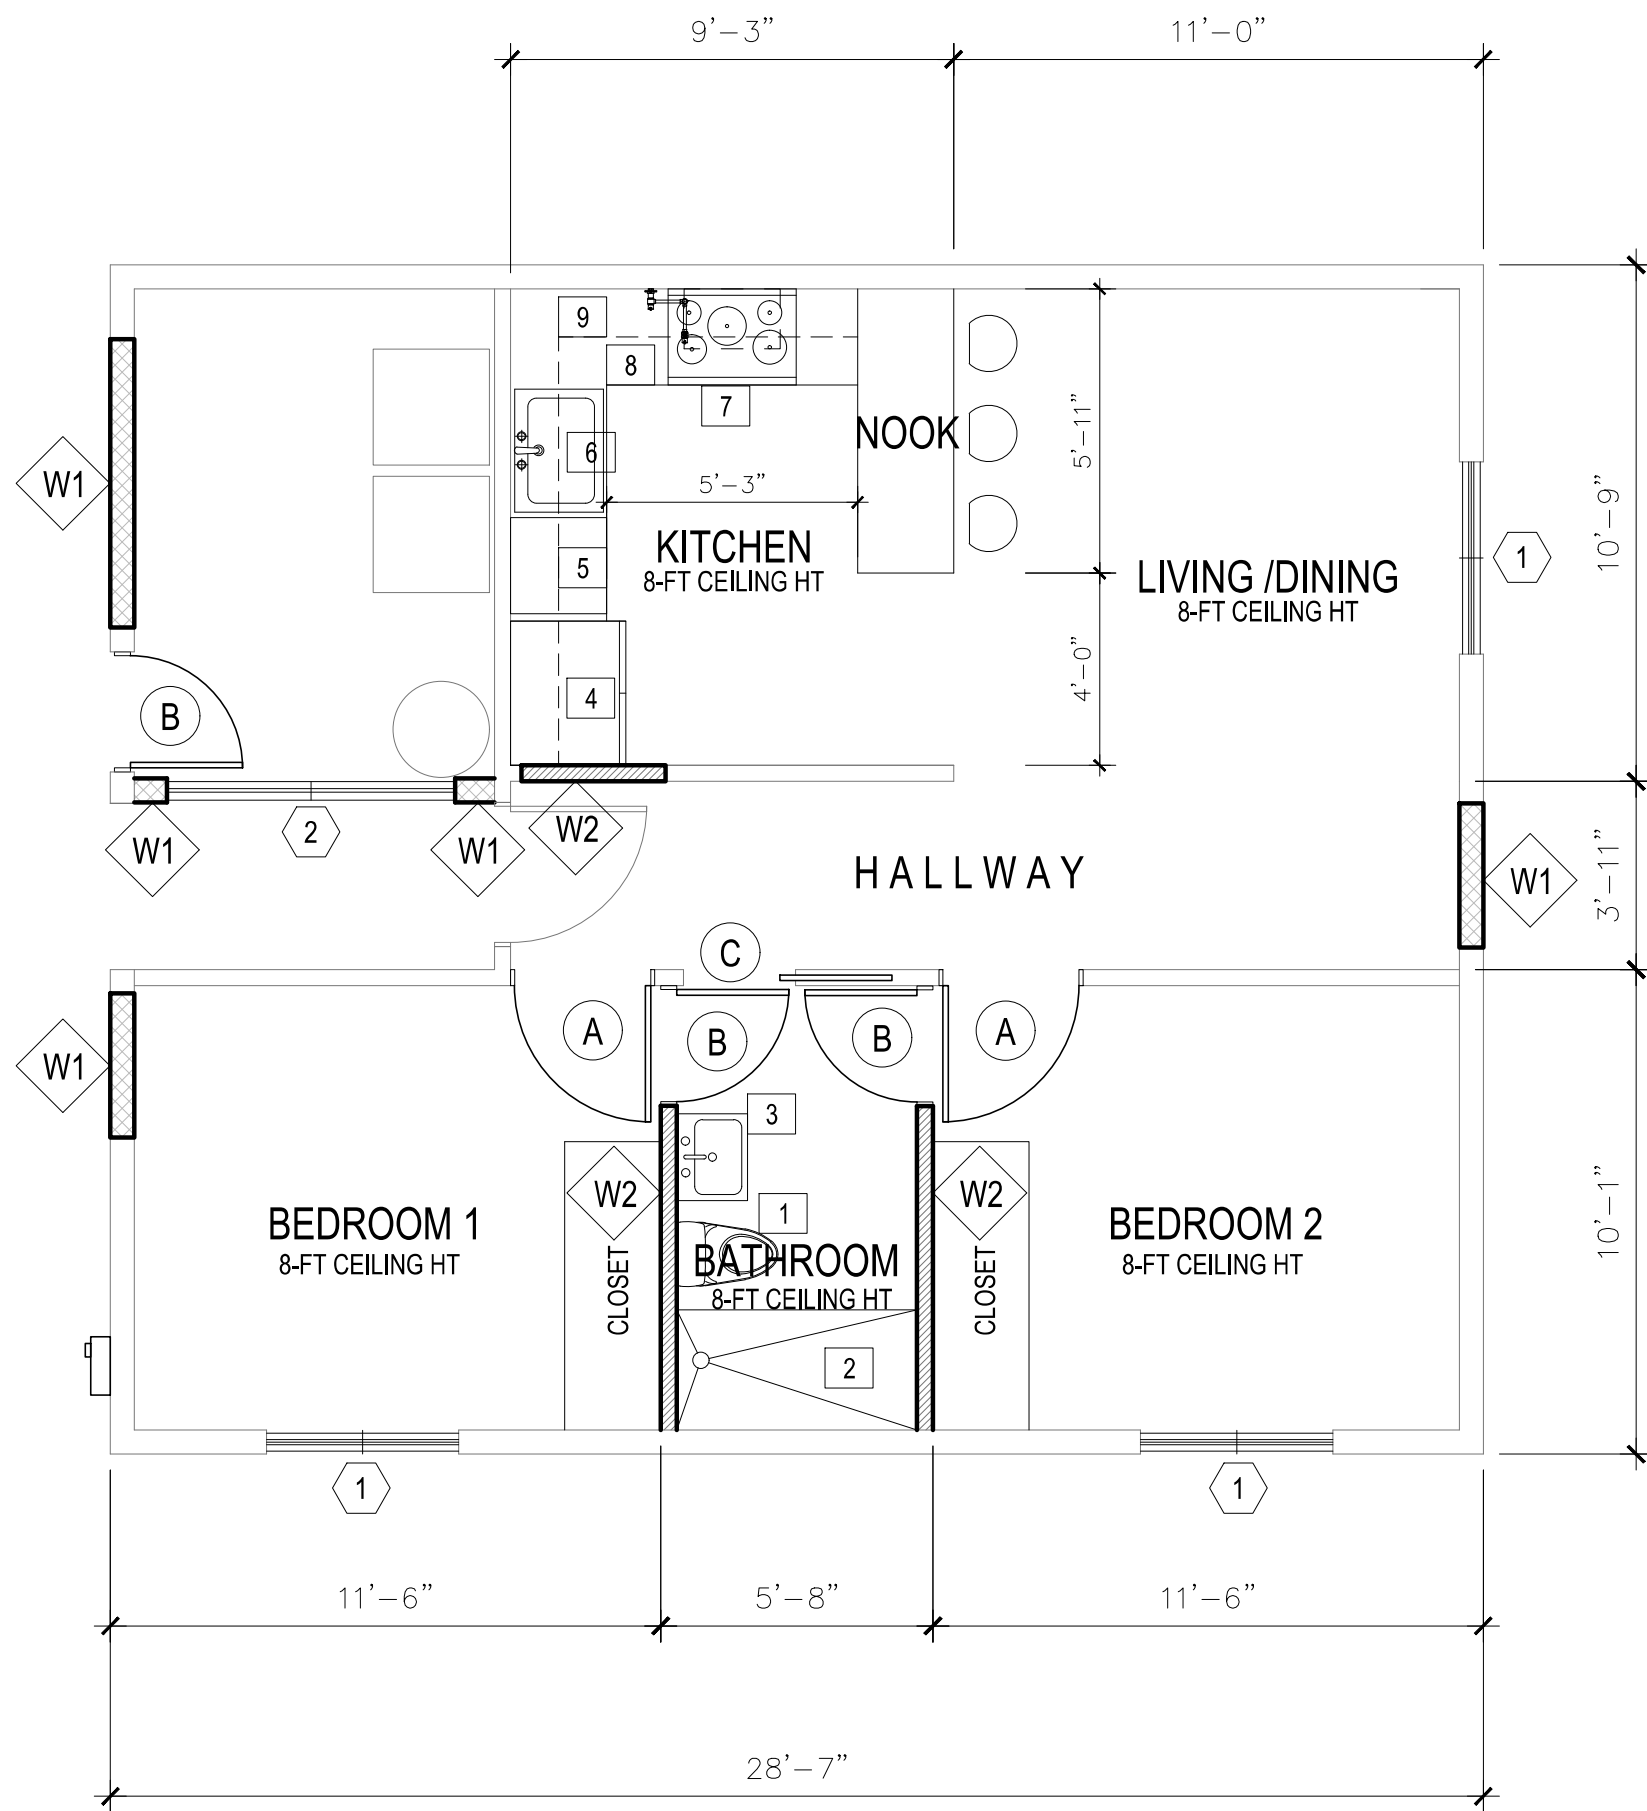 9'-3"
11'-0"
9
8
7
NOOK
5'-11"
W1
6
5'-3"
10'-9"
KITCHEN
8-FT CEILING HT
5
1
LIVING /DINING
8-FT CEILING HT
4
4'-0"
B
2
W1
W1
W2
HALLWAY
W1
3'-11"
C
A
B
B
A
W1
3
W2
W2
1
BEDROOM 1
8-FT CEILING HT
BATHROOM
8-FT CEILING HT
BEDROOM 2
8-FT CEILING HT
10'-1"
CLOSET
CLOSET
2
1
1
11'-6"
5'-8"
11'-6"
28'-7"